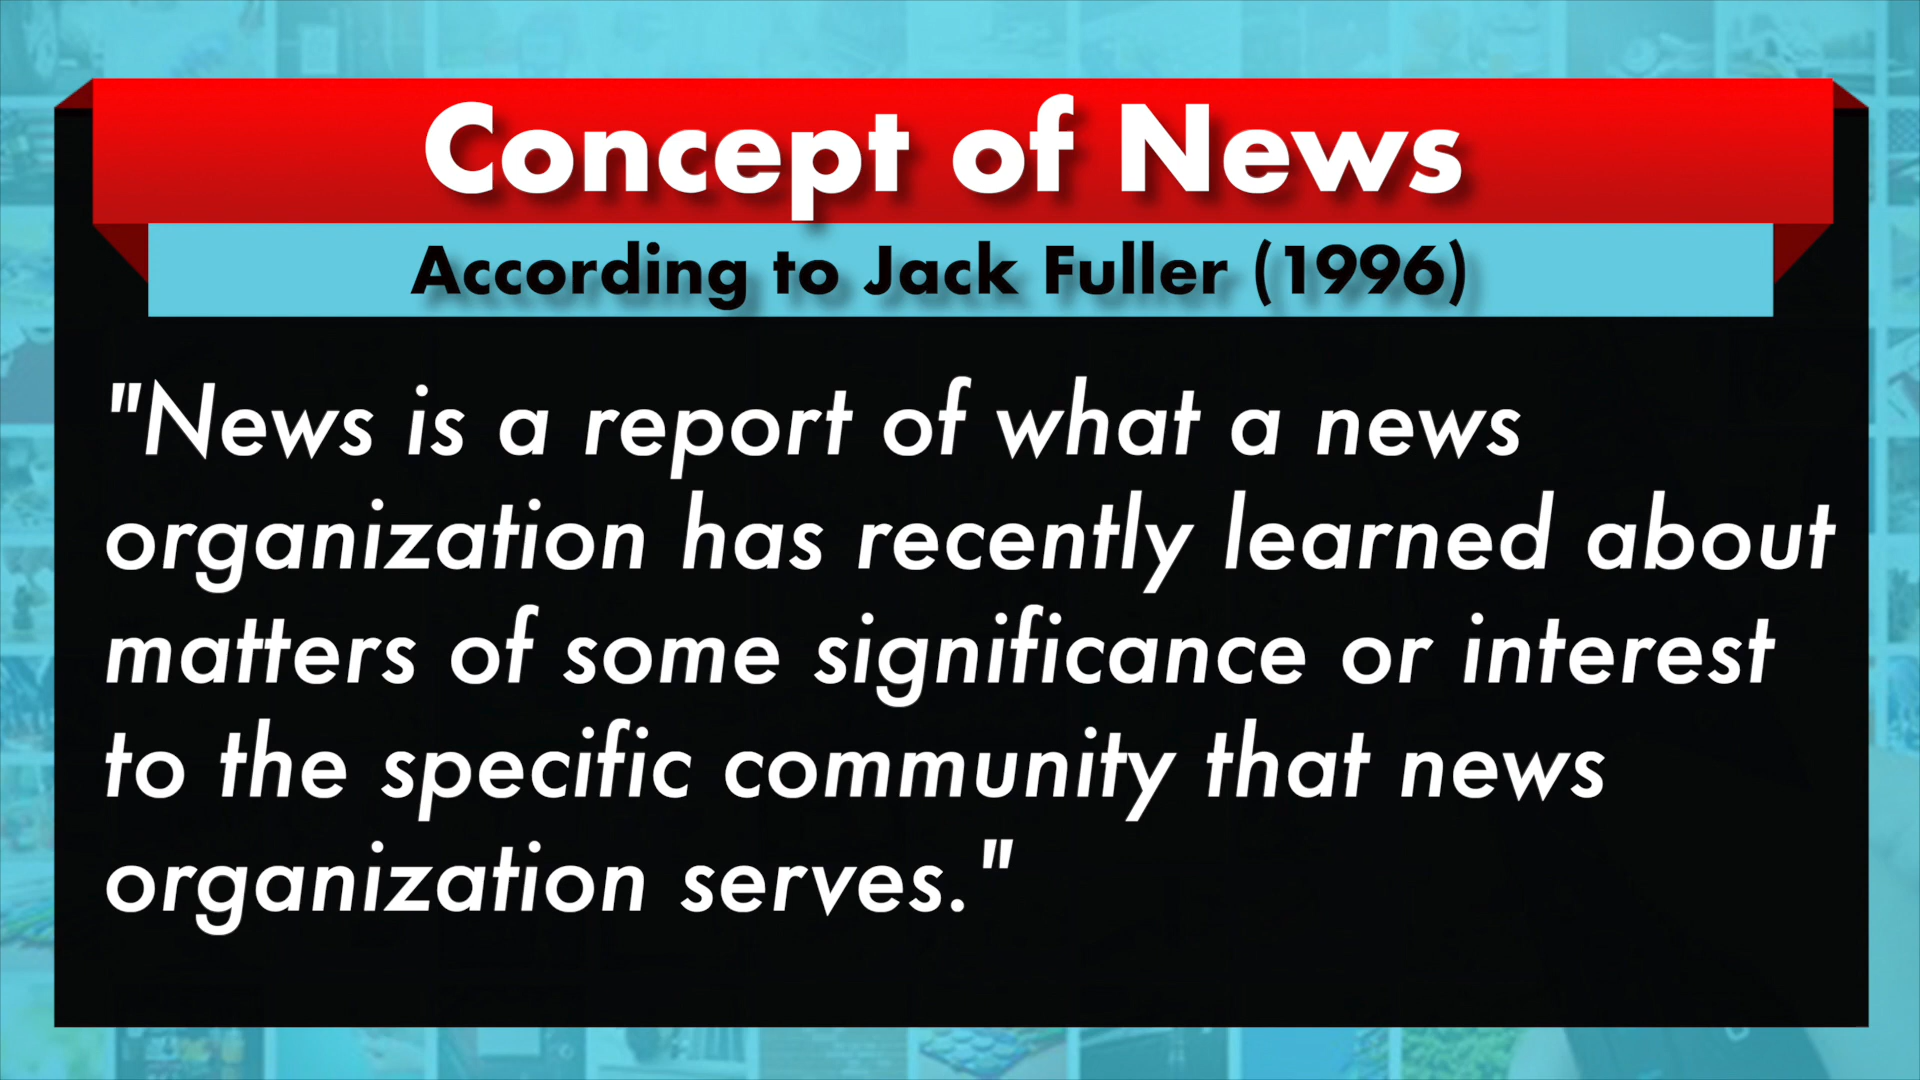 Concept of News
According to Jack Fuller (1996)
"News is a report of what a news
organization has recently learned about
matters of some significance or interest
to the specific community that news
organization serves."